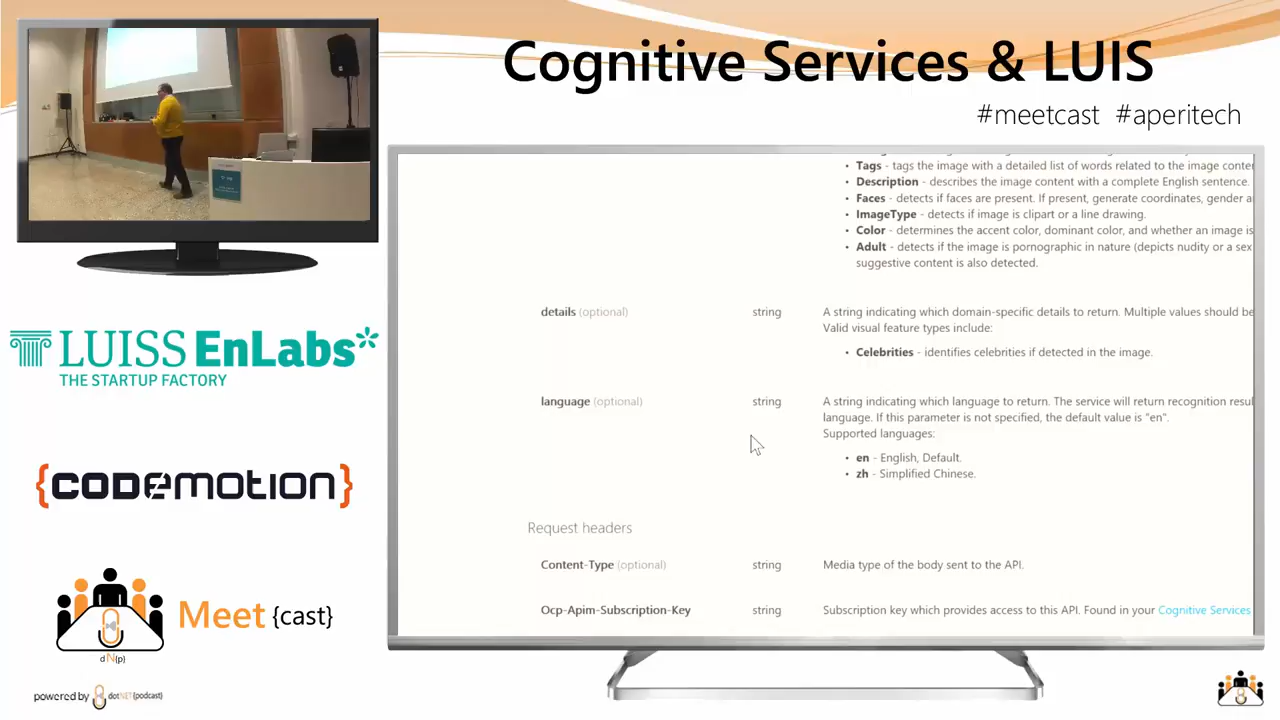 Cognitive Services & LUIS
#meetcast #aperitech
Tags - tags the image with a detailed list of words related to the image conter
Description - describes the image content with a complete English sentence.
Faces - detects if faces are present. If present, generate coordinates, gender a
ImageType - detects if image is clipart or a line drawing.
Color - determines the accent color, dominant color, and whether an image is
Adult - detects if the image is pornographic in nature (depicts nudity or a sex
suggestive content is also detected.
details (optional) string A string indicating which domain-specific details to return. Multiple values should be
Valid visual feature types include:
Celebrities - identifies celebrities if detected in the image.
language (optional) string A string indicating which language to return. The service will return recognition resul
language. If this parameter is not specified, the default value is "en".
Supported languages:
en - English, Default.
zh - Simplified Chinese.
Request headers
Content-Type (optional) string Media type of the body sent to the API.
Ocp-Apim-Subscription-Key string Subscription key which provides access to this API. Found in your Cognitive Services
LUISS EnLabs*
THE STARTUP FACTORY
{CODEMOTION}
Meet {cast}
dN{p}
powered by dotNET{podcast}